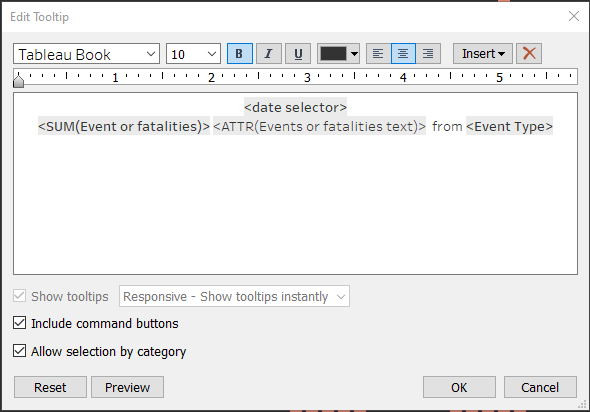 Edit Tooltip
Tableau Book 10 B I U Insert
1 2 3 4 5
<date selector>
<SUM(Event or fatalities)> <ATTR(Events or fatalities text)> from <Event Type>
Show tooltips Responsive - Show tooltips instantly
Include command buttons
Allow selection by category
Reset Preview OK Cancel